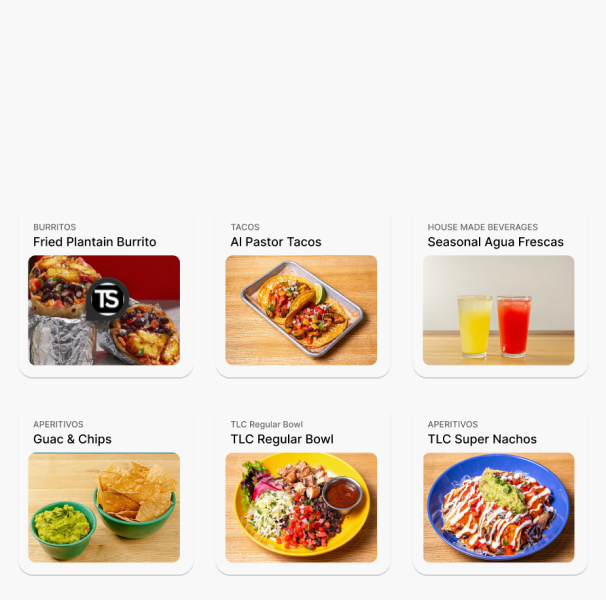 BURRITOS
Fried Plantain Burrito
TACOS
Al Pastor Tacos
HOUSE MADE BEVERAGES
Seasonal Agua Frescas
TS
APERITIVOS
Guac & Chips
TLC Regular Bowl
TLC Regular Bowl
APERITIVOS
TLC Super Nachos